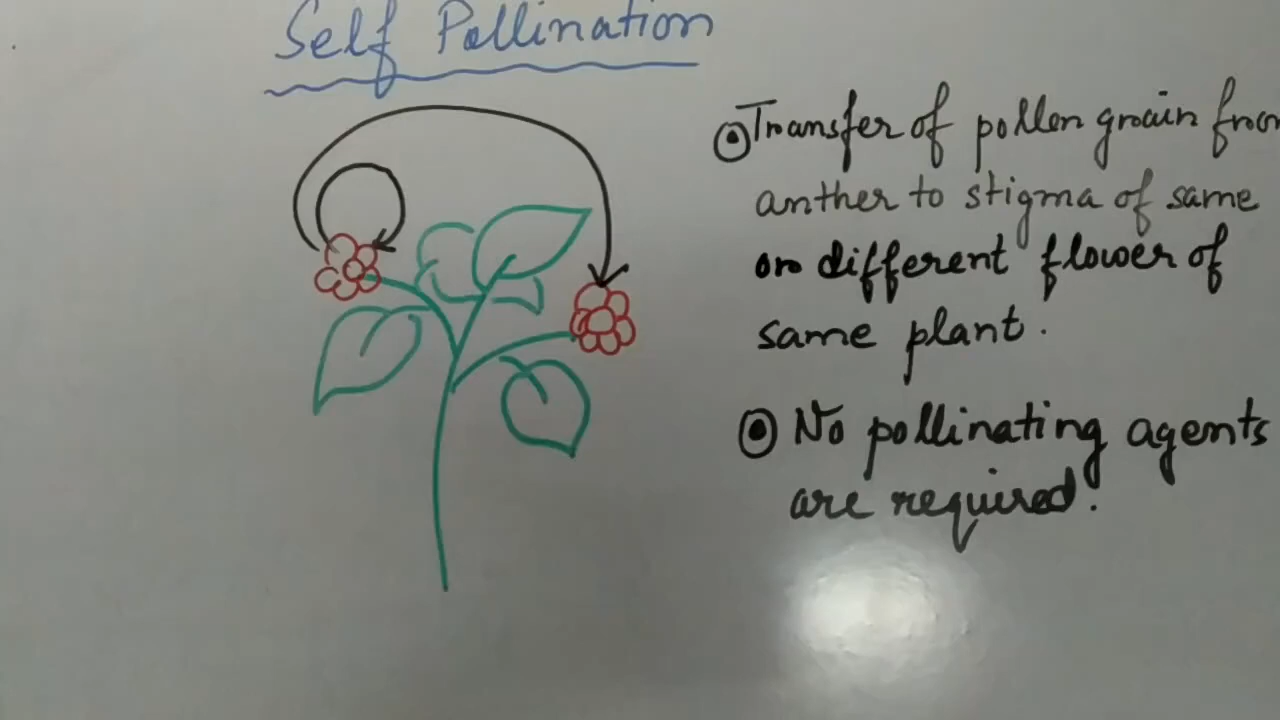 Self Pollination
Transfer of pollen grain from
anther to stigma of same
or different flower of
same plant.
No pollinating agents
are required.